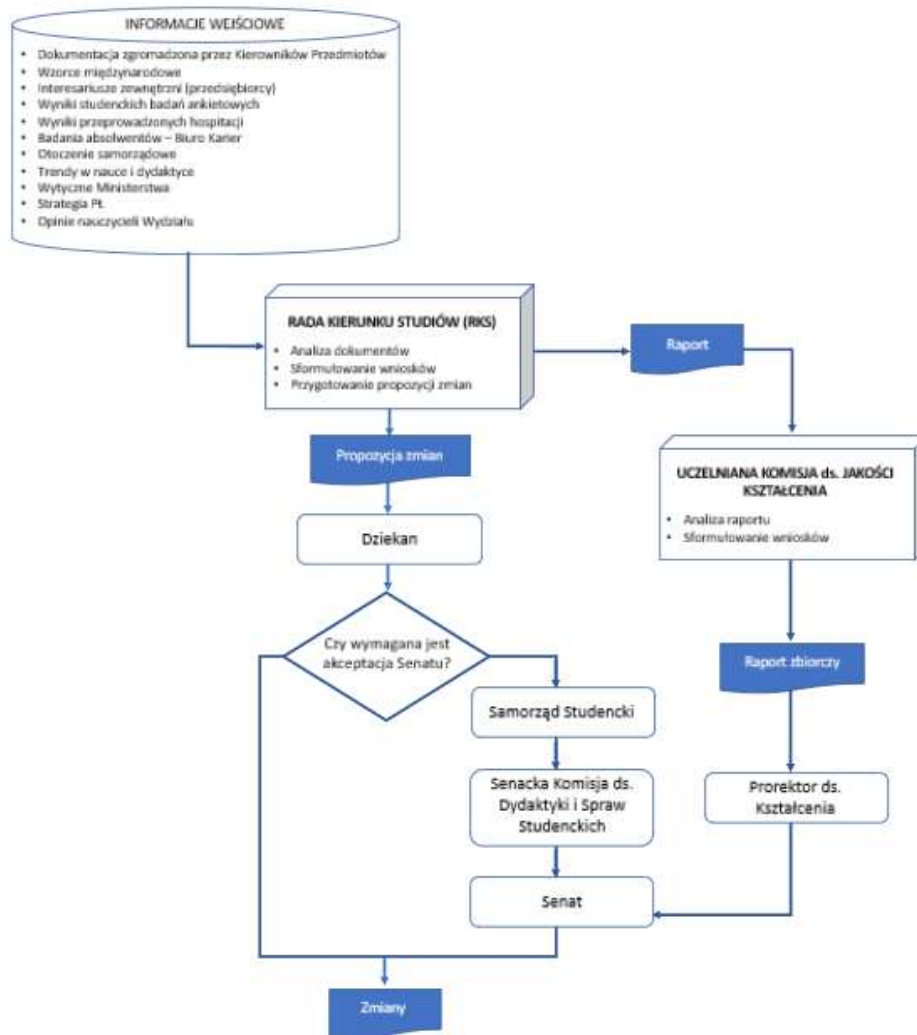 INFORMACJE WEJŚCIOWE
• Dokumentacja zgromadzona przez Kierowników Przedmiotów
• Wzorce międzynarodowe
• Interesariusze zewnętrzni (przedsiębiorcy)
• Wyniki studenckich badań ankietowych
• Wyniki przeprowadzonych hospitacji
• Badania absolwentów – Biuro Karier
• Otoczenie samorządowe
• Trendy w nauce i dydaktyce
• Wytyczne Ministerstwa
• Strategia PŁ
• Opinie nauczycieli Wydziału
RADA KIERUNKU STUDIÓW (RKS)
• Analiza dokumentów
• Sformułowanie wniosków
• Przygotowanie propozycji zmian
Raport
Propozycja zmian
UCZELNIANA KOMISJA ds. JAKOŚCI
KSZTAŁCENIA
• Analiza raportu
• Sformułowanie wniosków
Dziekan
Czy wymagana jest
akceptacja Senatu?
Raport zbiorczy
Samorząd Studencki
Senacka Komisja ds.
Dydaktyki i Spraw
Studenckich
Prorektor ds.
Kształcenia
Senat
Zmiany